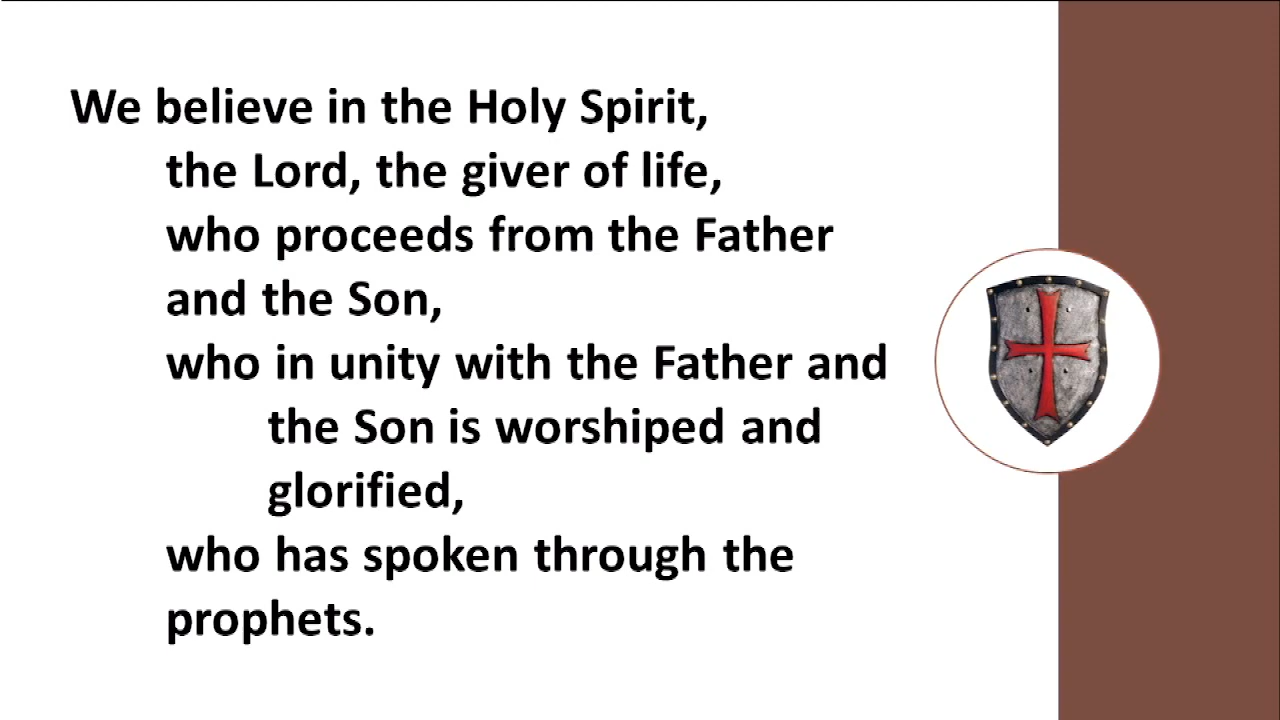 We believe in the Holy Spirit,
the Lord, the giver of life,
who proceeds from the Father
and the Son,
who in unity with the Father and
the Son is worshiped and
glorified,
who has spoken through the
prophets.